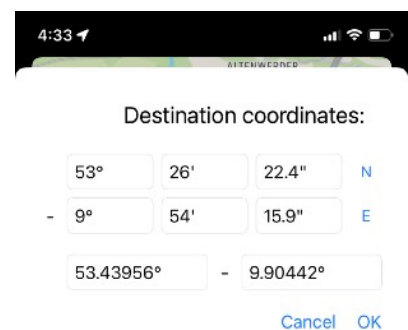 4:33
ALTENWERDER
Destination coordinates:
53° 26' 22.4" N
- 9° 54' 15.9" E
53.43956° - 9.90442°
Cancel OK